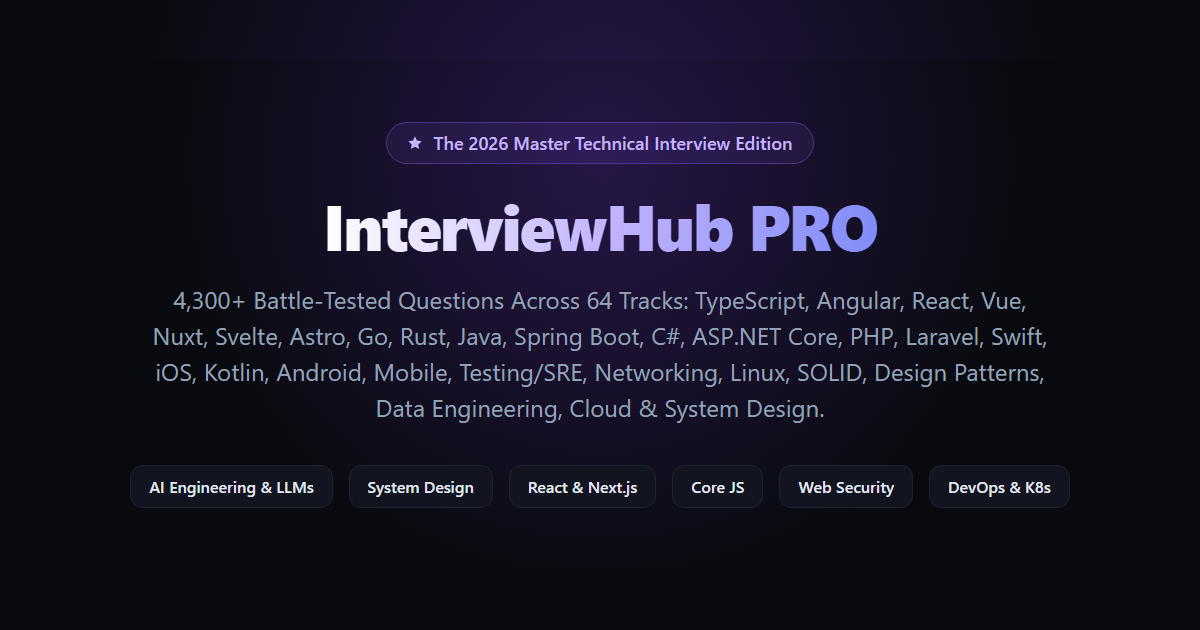 ★ The 2026 Master Technical Interview Edition
InterviewHub PRO
4,300+ Battle-Tested Questions Across 64 Tracks: TypeScript, Angular, React, Vue,
Nuxt, Svelte, Astro, Go, Rust, Java, Spring Boot, C#, ASP.NET Core, PHP, Laravel, Swift,
iOS, Kotlin, Android, Mobile, Testing/SRE, Networking, Linux, SOLID, Design Patterns,
Data Engineering, Cloud & System Design.
AI Engineering & LLMs
System Design
React & Next.js
Core JS
Web Security
DevOps & K8s